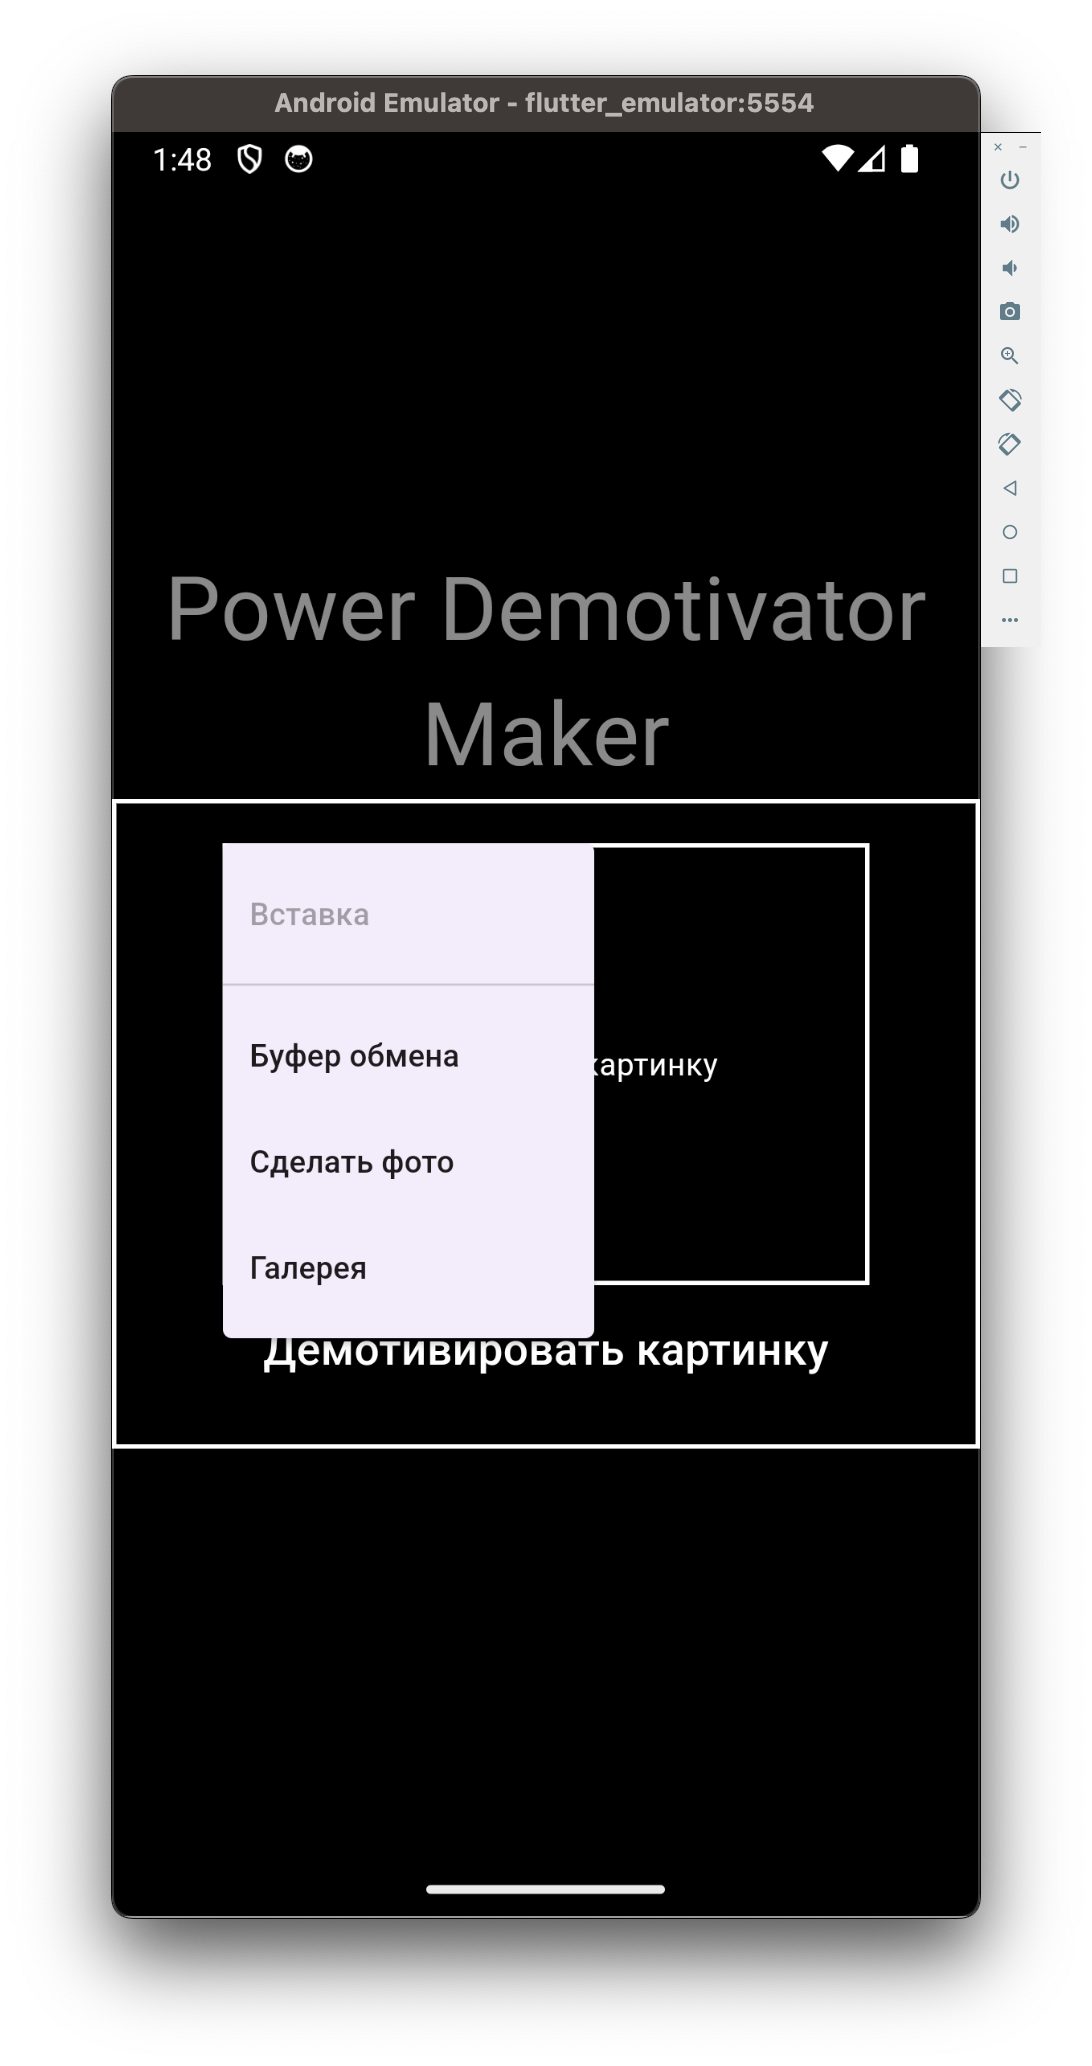 Android Emulator - flutter_emulator:5554
1:48
Power Demotivator
Maker
Вставка
Буфер обмена
картинку
Сделать фото
Галерея
Демотивировать картинку